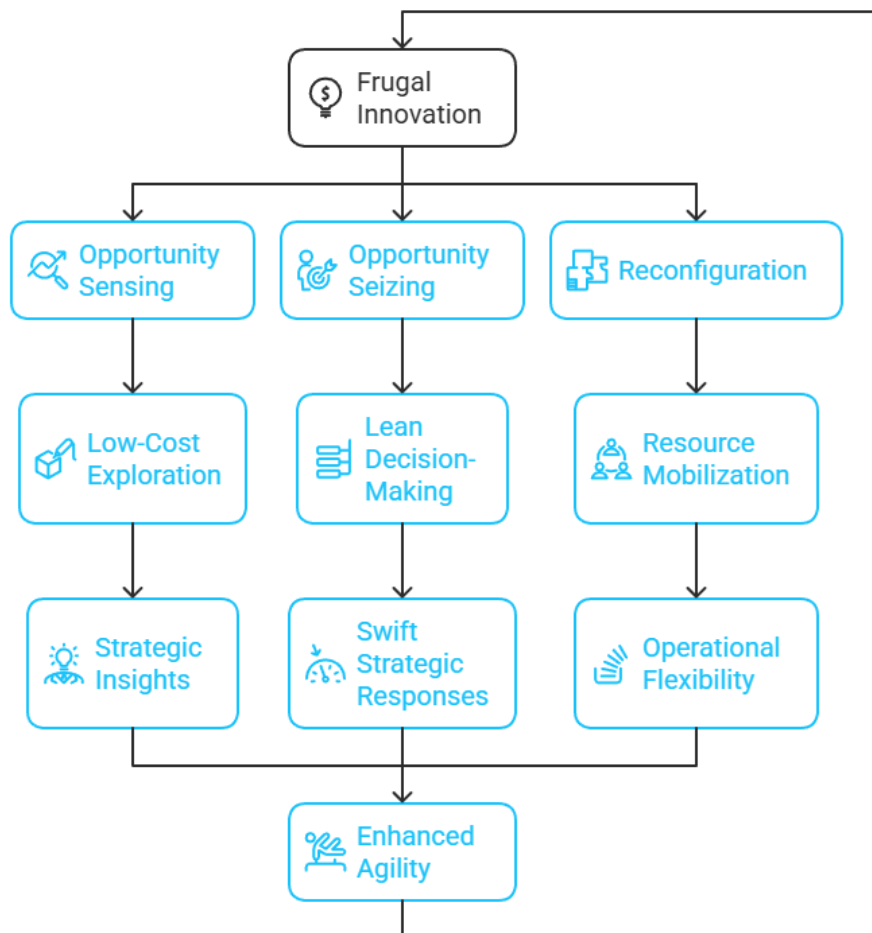 Frugal
Innovation
Opportunity
Sensing
Opportunity
Seizing
Reconfiguration
Low-Cost
Exploration
Lean
Decision-
Making
Resource
Mobilization
Strategic
Insights
Swift
Strategic
Responses
Operational
Flexibility
Enhanced
Agility